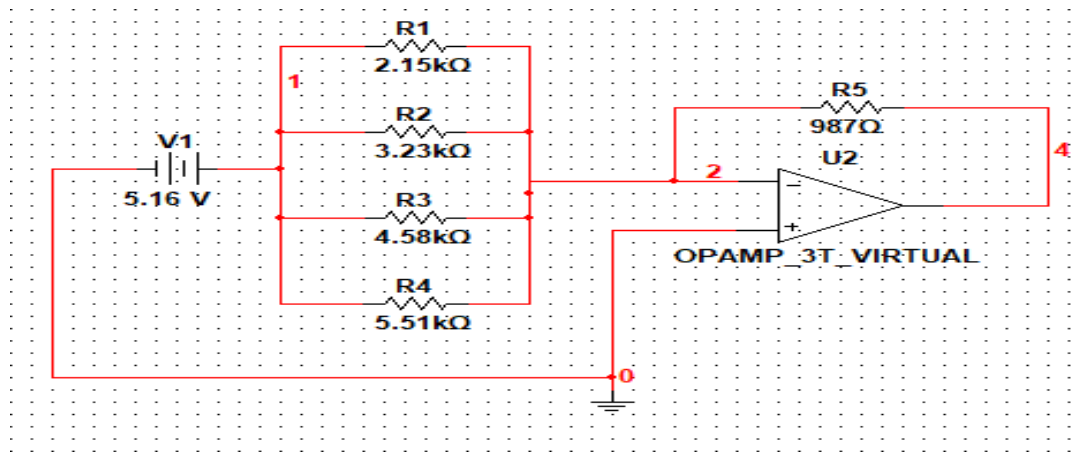 R1
2.15kΩ
1
R2
3.23kΩ
V1
5.16 V
R3
4.58kΩ
R4
5.51kΩ
R5
987Ω
U2
4
2
OPAMP_3T_VIRTUAL
0